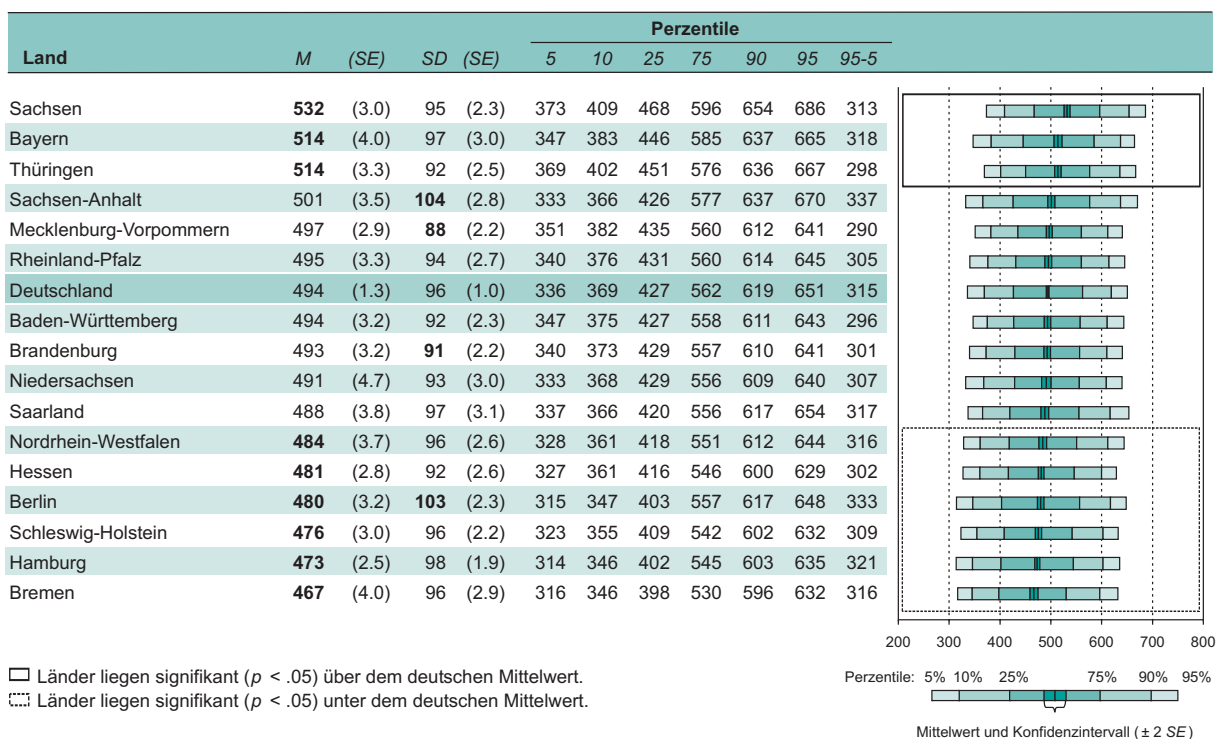 Perzentile
Land M (SE) SD (SE) 5 10 25 75 90 95 95-5
Sachsen 532 (3.0) 95 (2.3) 373 409 468 596 654 686 313
Bayern 514 (4.0) 97 (3.0) 347 383 446 585 637 665 318
Thüringen 514 (3.3) 92 (2.5) 369 402 451 576 636 667 298
Sachsen-Anhalt 501 (3.5) 104 (2.8) 333 366 426 577 637 670 337
Mecklenburg-Vorpommern 497 (2.9) 88 (2.2) 351 382 435 560 612 641 290
Rheinland-Pfalz 495 (3.3) 94 (2.7) 340 376 431 560 614 645 305
Deutschland 494 (1.3) 96 (1.0) 336 369 427 562 619 651 315
Baden-Württemberg 494 (3.2) 92 (2.3) 347 375 427 558 611 643 296
Brandenburg 493 (3.2) 91 (2.2) 340 373 429 557 610 641 301
Niedersachsen 491 (4.7) 93 (3.0) 333 368 429 556 609 640 307
Saarland 488 (3.8) 97 (3.1) 337 366 420 556 617 654 317
Nordrhein-Westfalen 484 (3.7) 96 (2.6) 328 361 418 551 612 644 316
Hessen 481 (2.8) 92 (2.6) 327 361 416 546 600 629 302
Berlin 480 (3.2) 103 (2.3) 315 347 403 557 617 648 333
Schleswig-Holstein 476 (3.0) 96 (2.2) 323 355 409 542 602 632 309
Hamburg 473 (2.5) 98 (1.9) 314 346 402 545 603 635 321
Bremen 467 (4.0) 96 (2.9) 316 346 398 530 596 632 316
200 300 400 500 600 700 800
Länder liegen signifikant (p < .05) über dem deutschen Mittelwert.
Länder liegen signifikant (p < .05) unter dem deutschen Mittelwert.
Perzentile: 5% 10% 25% 75% 90% 95%
Mittelwert und Konfidenzintervall (± 2 SE)